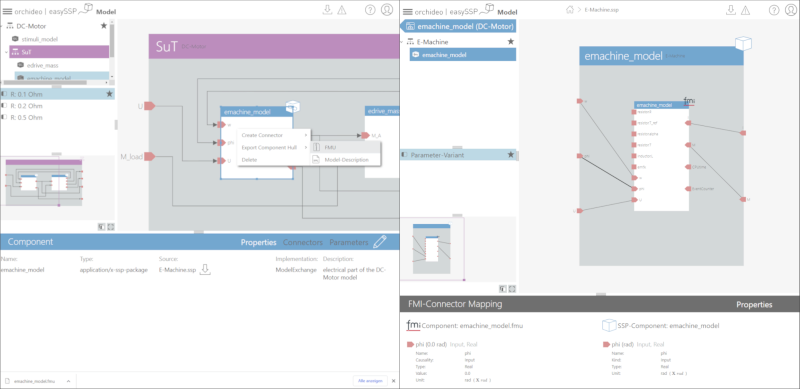 orchideo | easySSP Model
DC-Motor
stimuli_model
SuT
edrive_mass
emachine_model
R: 0.1 Ohm
R: 0.2 Ohm
R: 0.5 Ohm
SuT DC-Motor
U
M_load
emachine_model
edrive_mass
phi
Create Connector
Export Component Hull
Delete
FMU
Model Description
Component
Properties Connectors Parameters
Name: Type: Source: Implementation: Description:
emachine_model application/x-ssp-package E-Machine.ssp ModelExchange electrical part of the DC-
Motor model
emachine_model.fmu
Alle anzeigen
orchideo | easySSP Model
E-Machine.ssp
emachine_model (DC-Motor)
E-Machine
emachine_model
Parameter-Variant
emachine_model
emachine_model
fmi
FMI-Connector Mapping
Properties
fmi Component: emachine_model.fmu
SSP-Component: emachine_model
phi (0.0 rad) Input, Real
phi (rad) Input, Real
Name: phi
Causality: Input
Type: Real
Value: 0.0
Unit: rad
Name: phi
Kind: Input
Type: Real
Unit: rad